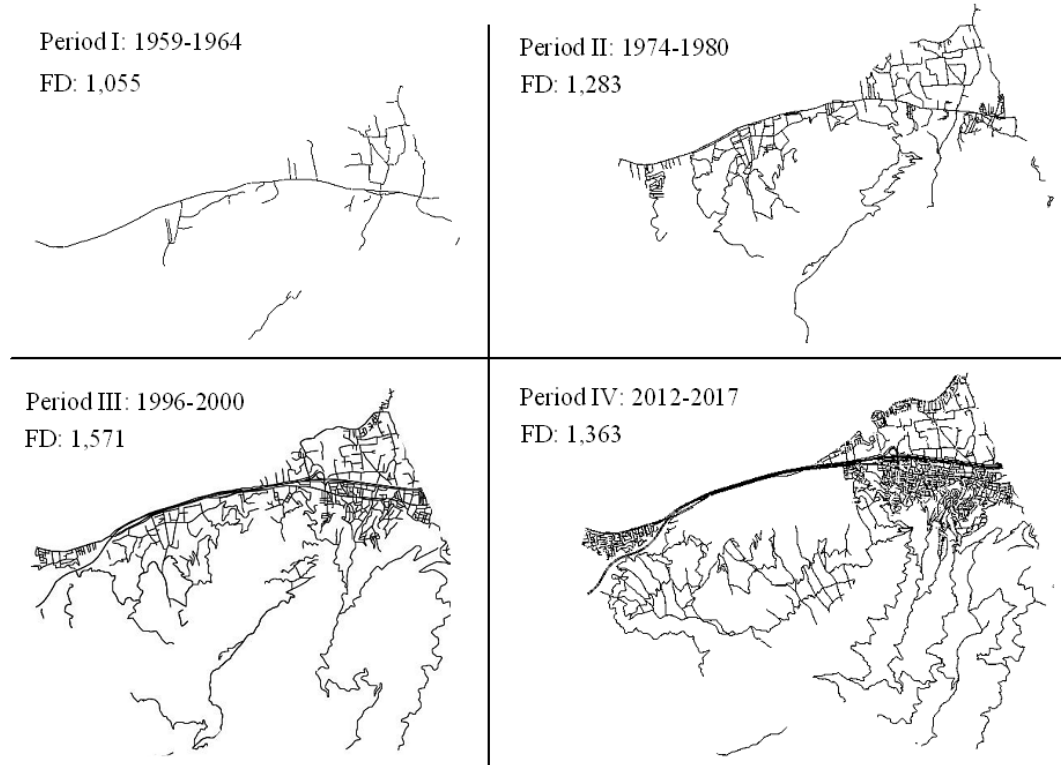 Period I: 1959-1964
FD: 1,055
Period II: 1974-1980
FD: 1,283
Period III: 1996-2000
FD: 1,571
Period IV: 2012-2017
FD: 1,363